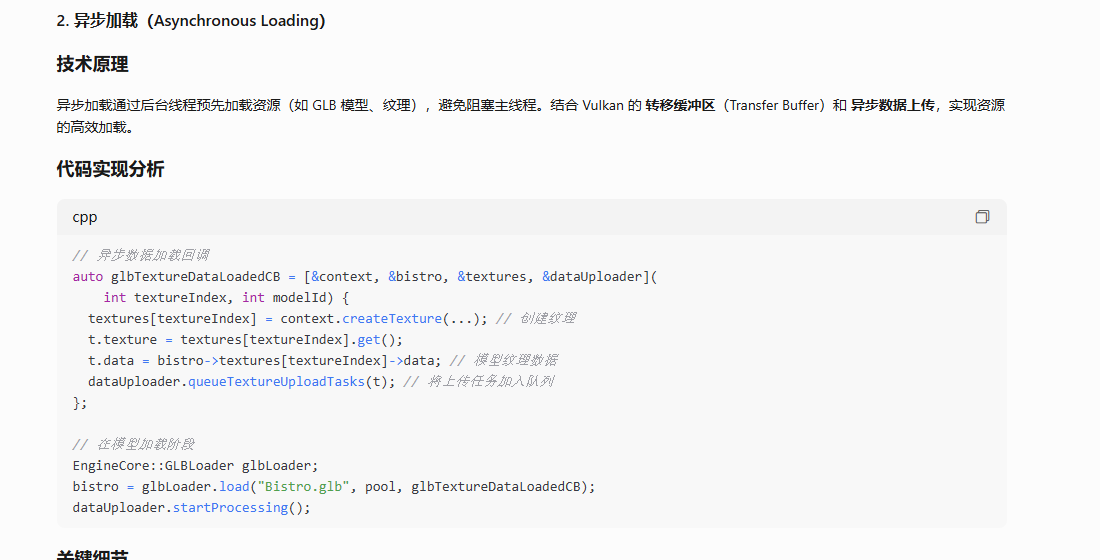 2. 异步加载（Asynchronous Loading）
技术原理
异步加载通过后台线程预先加载资源（如 GLB 模型、纹理），避免阻塞主线程。结合 Vulkan 的 转移缓冲区（Transfer Buffer）和 异步数据上传，实现资源
的高效加载。
代码实现分析
cpp
// 异步数据加载回调
auto glbTextureDataLoadedCB = [&context, &bistro, &textures, &dataUploader](
    int textureIndex, int modelId) {
  textures[textureIndex] = context.createTexture(...); // 创建纹理
  t.texture = textures[textureIndex].get();
  t.data = bistro->textures[textureIndex]->data; // 模型纹理数据
  dataUploader.queueTextureUploadTasks(t); // 将上传任务加入队列
};
// 在模型加载阶段
EngineCore::GLBLoader glbLoader;
bistro = glbLoader.load("Bistro.glb", pool, glbTextureDataLoadedCB);
dataUploader.startProcessing();
关键细节